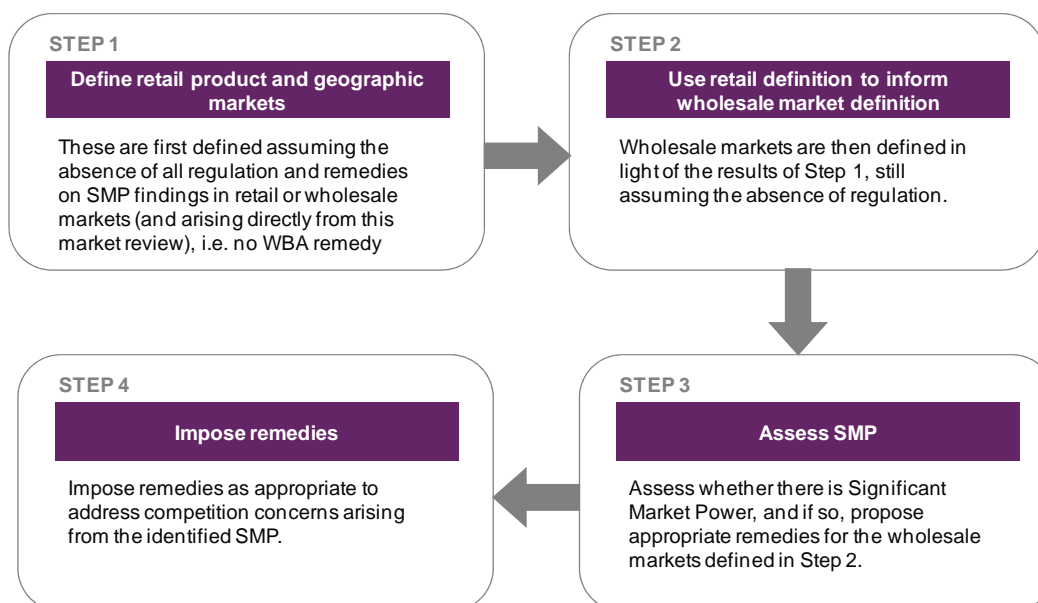 STEP 1
Define retail product and geographic
markets
These are first defined assuming the
absence of all regulation and remedies
on SMP findings in retail or wholesale
markets (and arising directly from this
market review), i.e. no WBA remedy
STEP 2
Use retail definition to inform
wholesale market definition
Wholesale markets are then defined in
light of the results of Step 1, still
assuming the absence of regulation.
STEP 3
Assess SMP
Assess whether there is Significant
Market Power, and if so, propose
appropriate remedies for the wholesale
markets defined in Step 2.
STEP 4
Impose remedies
Impose remedies as appropriate to
address competition concerns arising
from the identified SMP.